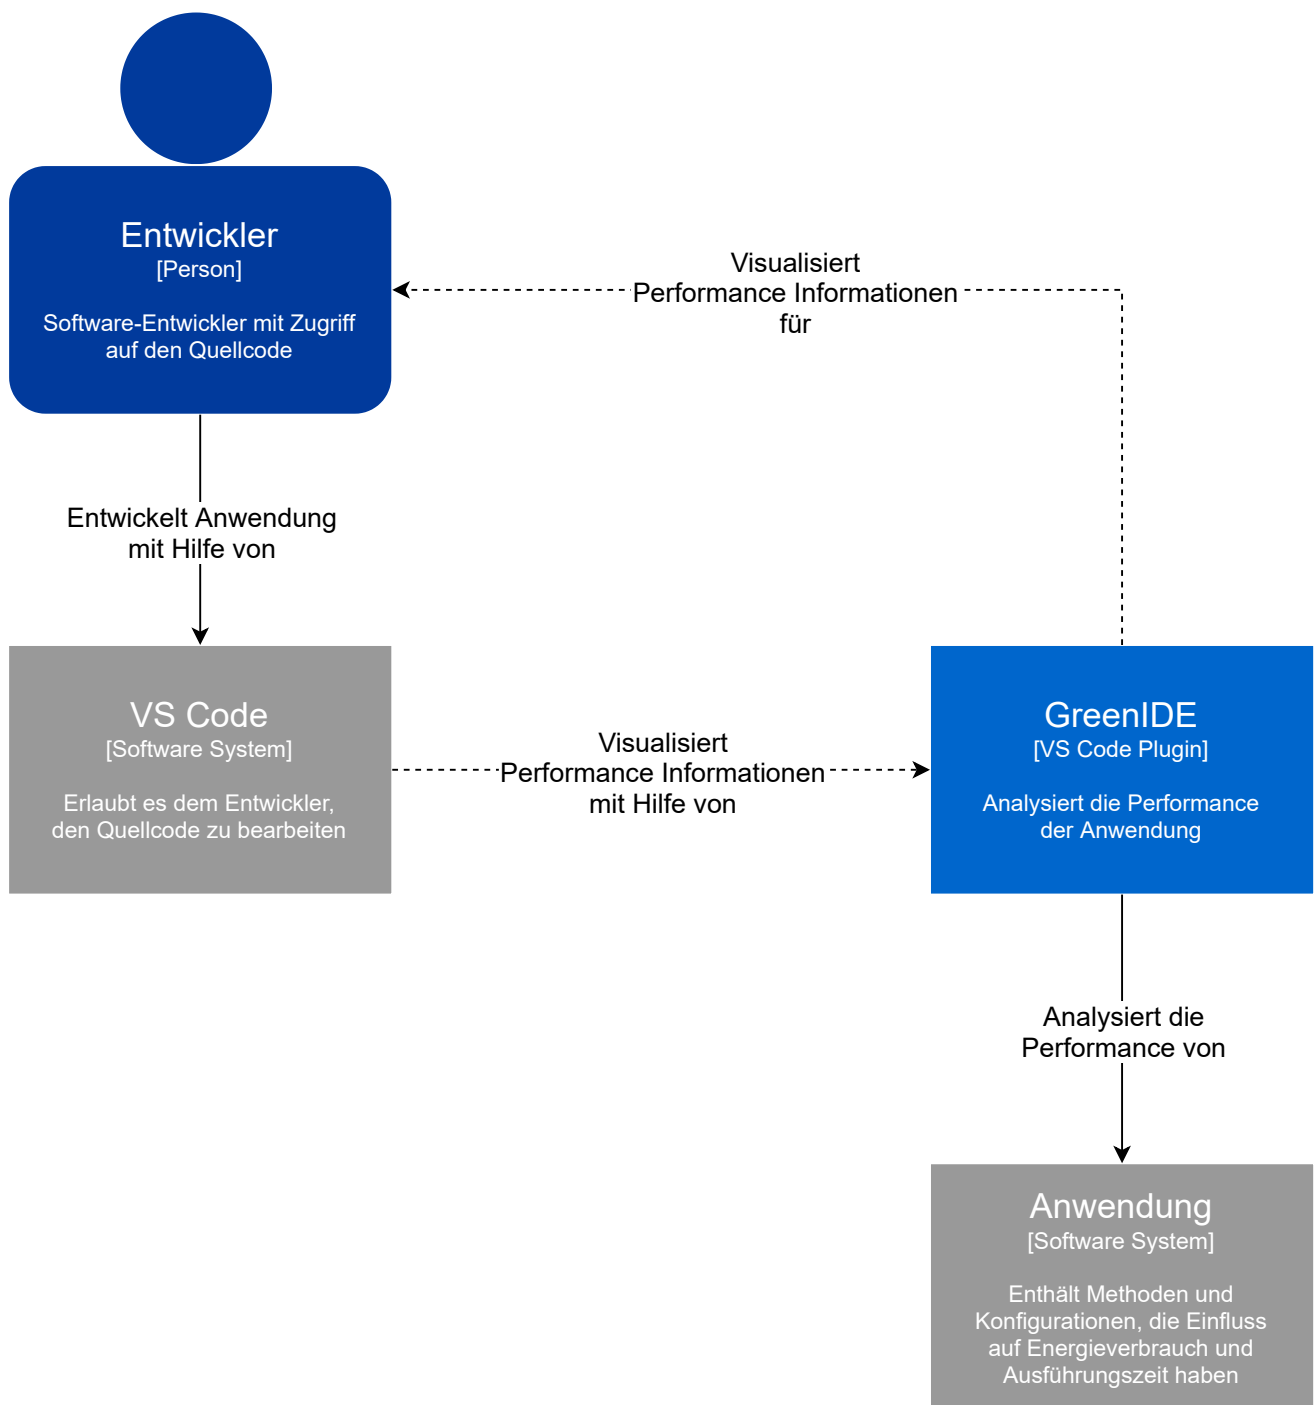 Entwickler
[Person]
Software-Entwickler mit Zugriff
auf den Quellcode
Visualisiert
Performance Informationen
für
Entwickelt Anwendung
mit Hilfe von
VS Code
[Software System]
Erlaubt es dem Entwickler,
den Quellcode zu bearbeiten
Visualisiert
Performance Informationen
mit Hilfe von
GreenIDE
[VS Code Plugin]
Analysiert die Performance
der Anwendung
Analysiert die
Performance von
Anwendung
[Software System]
Enthält Methoden und
Konfigurationen, die Einfluss
auf Energieverbrauch und
Ausführungszeit haben